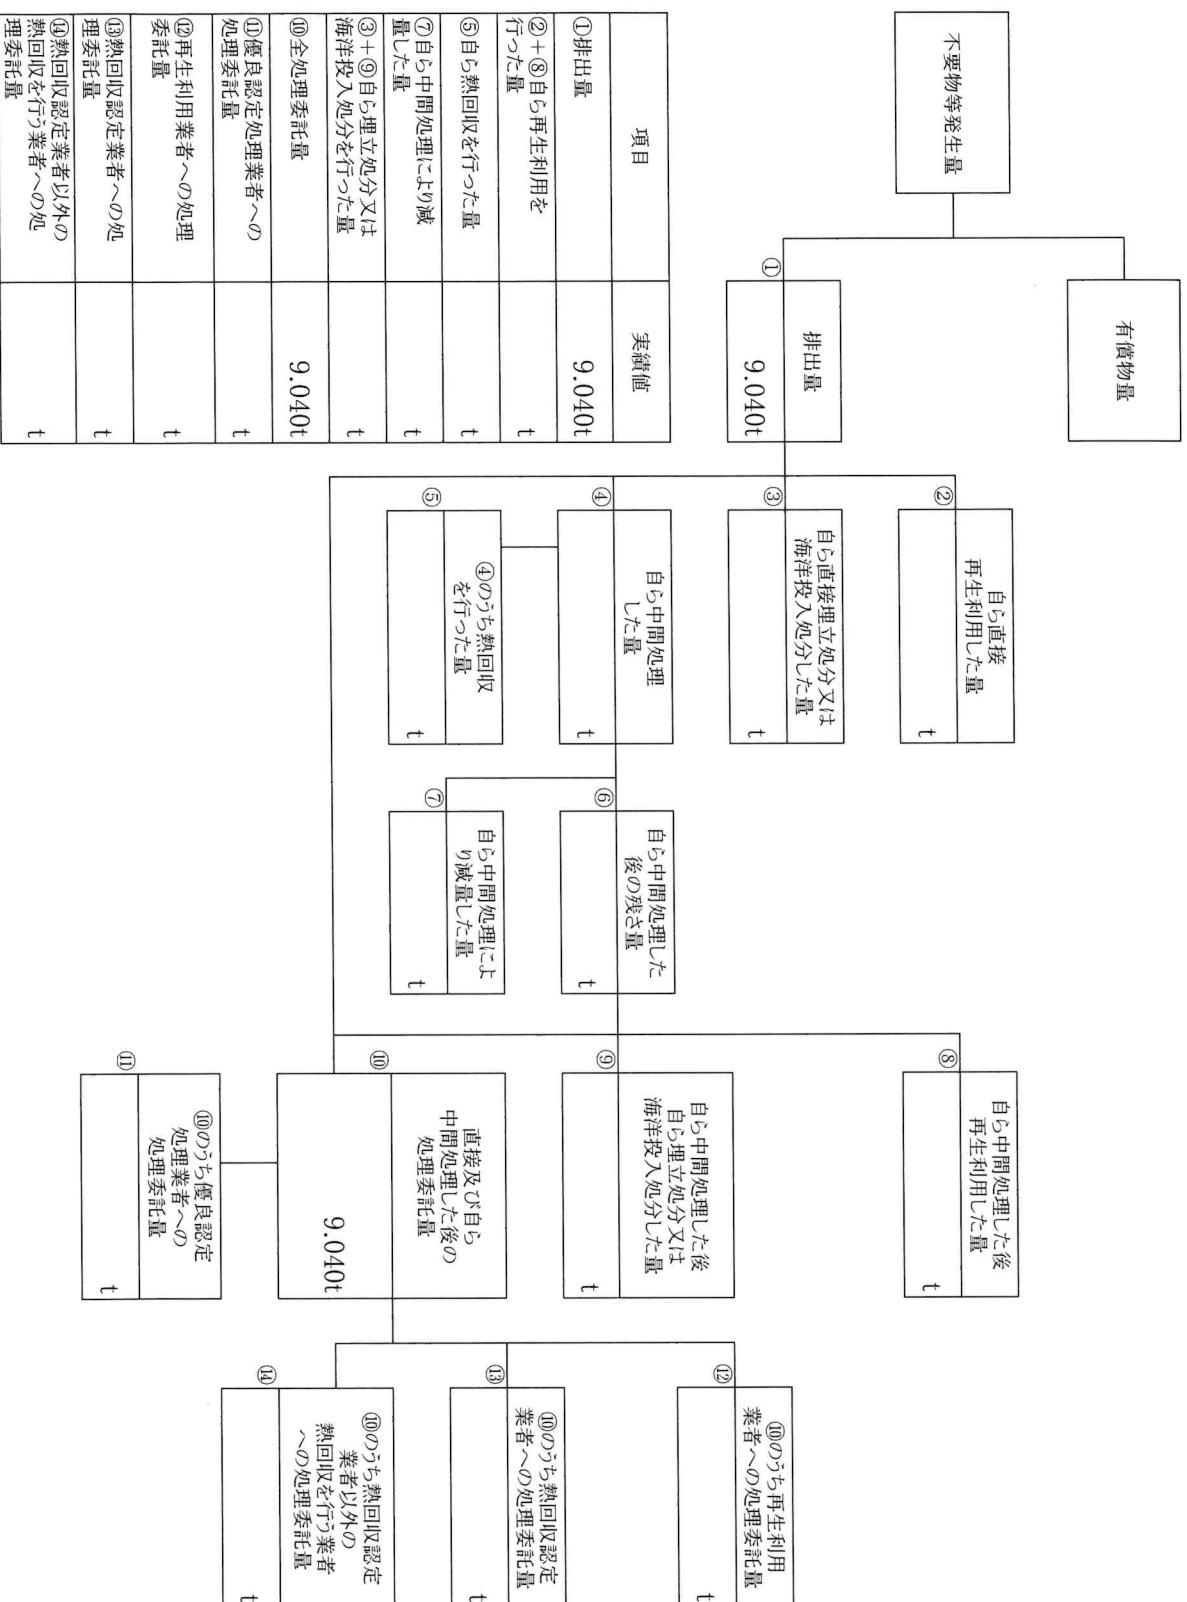 不要物等発生量
有償物量
①
排出量
9.040t
②
自ら直接
再生利用した量
t
③
自ら直接埋立処分又は
海洋投入処分した量
t
④
自ら中間処理
した量
t
⑤
④のうち熱回収
を行った量
t
⑥
自ら中間処理した
後の残さ量
t
⑦
自ら中間処理によ
り減量した量
t
⑧
自ら中間処理した後
再生利用した量
t
⑨
自ら中間処理した後
自ら埋立処分又は
海洋投入処分した量
t
⑩
直接及び自ら
中間処理した後の
処理委託量
9.040t
⑪
⑩のうち優良認定
処理業者への
処理委託量
t
⑫
⑩のうち再生利用
業者への処理委託量
t
⑬
⑩のうち熱回収認定
業者への処理委託量
t
⑭
⑩のうち熱回収認定
業者以外の
熱回収を行う業者
への処理委託量
t
項目
実績値
①排出量
9.040t
②+⑧自ら再生利用を
行った量
t
⑤自ら熱回収を行った量
t
⑦自ら中間処理により減
量した量
t
③+⑨自ら埋立処分又は
海洋投入処分を行った量
t
⑩全処理委託量
9.040t
⑪優良認定処理業者への
処理委託量
t
⑫再生利用業者への処理
委託量
t
⑬熱回収認定業者への処
理委託量
t
⑭熱回収認定業者以外の
熱回収を行う業者への処
理委託量
t